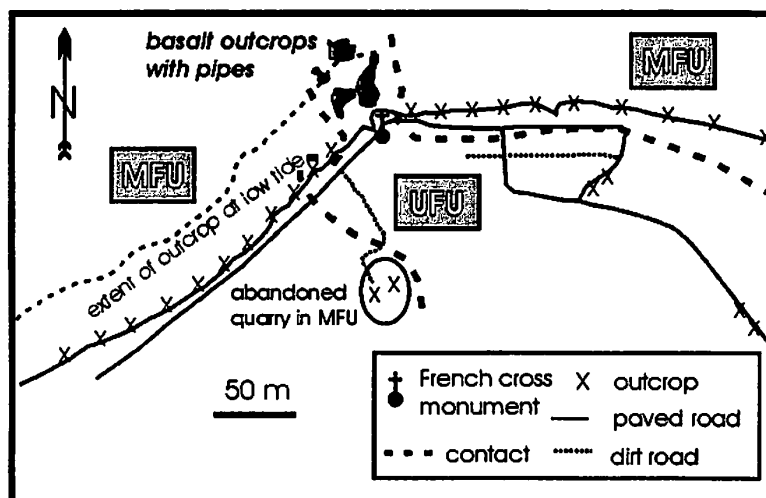 basalt outcrops
with pipes
N
MFU
MFU
extent of outcrop at low tide
UFU
abandoned
quarry in MFU
50 m
French cross
monument
X outcrop
paved road
contact
dirt road